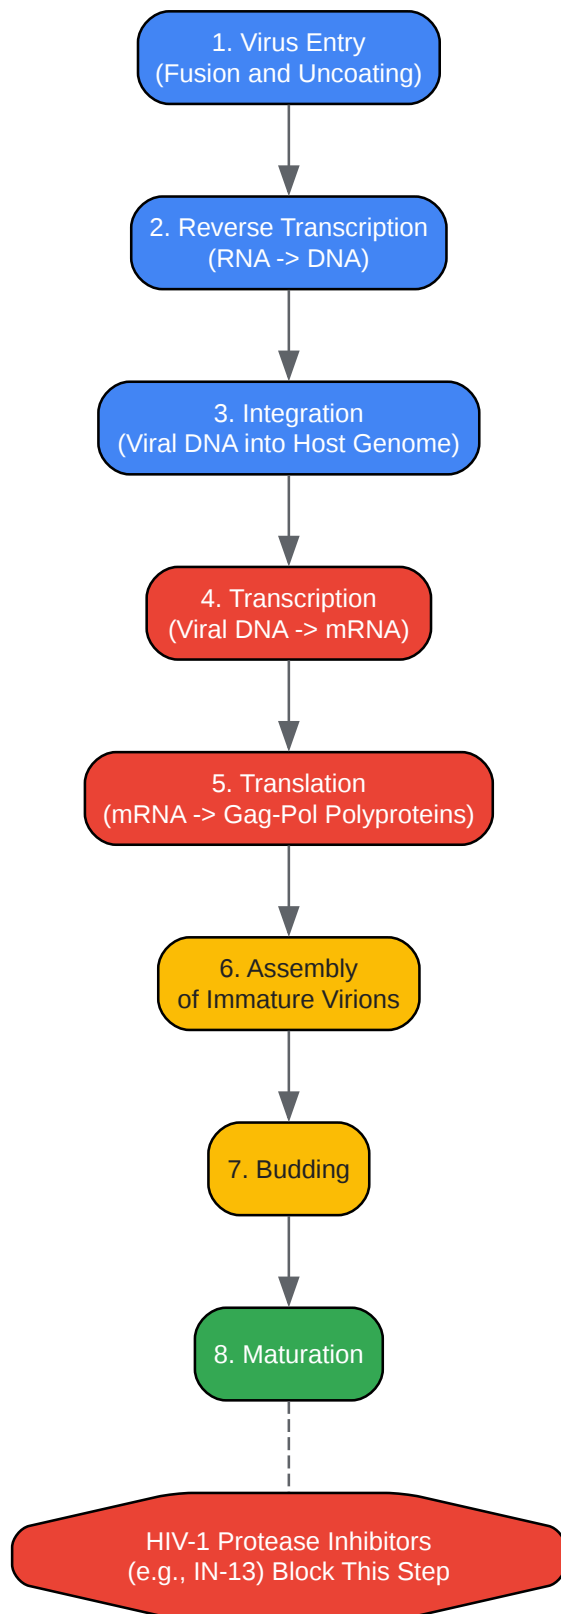 1. Virus Entry
(Fusion and Uncoating)
2. Reverse Transcription
(RNA -> DNA)
3. Integration
(Viral DNA into Host Genome)
4. Transcription
(Viral DNA -> mRNA)
5. Translation
(mRNA -> Gag-Pol Polyproteins)
6. Assembly
of Immature Virions
7. Budding
8. Maturation
HIV-1 Protease Inhibitors
(e.g., IN-13) Block This Step